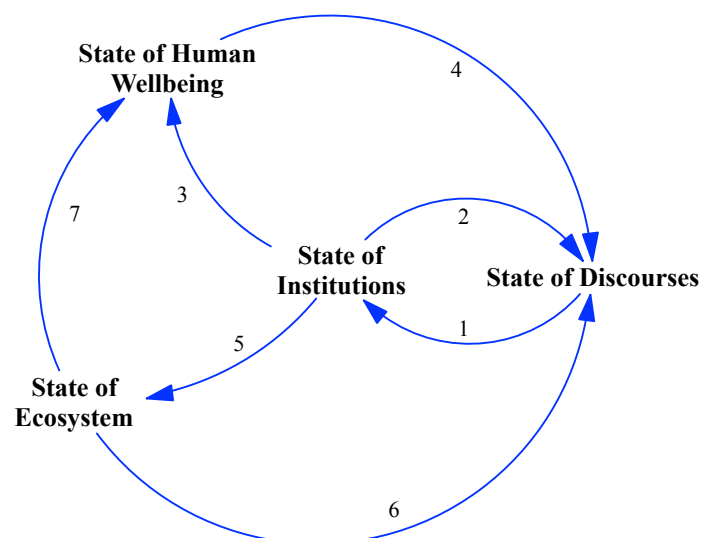 State of Human
Wellbeing
4
3
7
2
State of
Institutions
State of Discourses
1
5
State of
Ecosystem
6